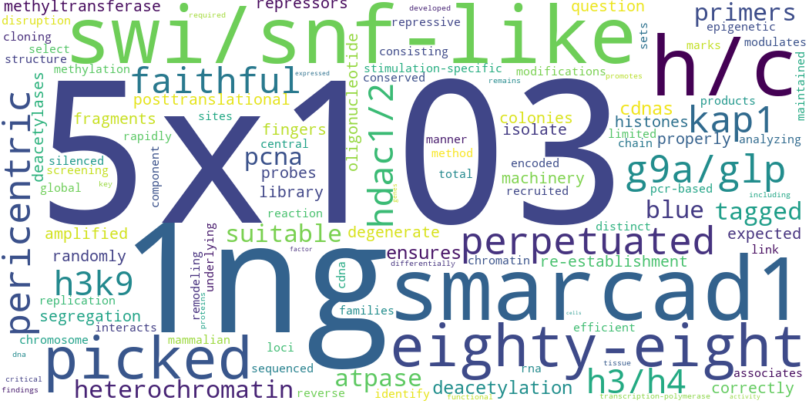 methyltransferase
repressors
question
primers
disruption
required
developed
sets
epigenetic
cloning
swi/snf-like
repressive
marks
modulates
select
consisting
structure
h/c
methylation
stimulation-specific
conserved
modifications
remains
promotes
expressed
faithful
deacetylases
posttranslational
oligonucleotide
hdac1/2
products
maintained
cdnas
colonies
fragments
sites
fingers
manner
isolate
histones
kap1
rapidly
central
method
limited
properly
5x103
pericentric
component
silenced
pcna
encoded
chain
analyzing
screening
probes
total
machinery
g9a/glp
global
key
library
recruited
pcr-based
including
blue
tagged
reaction
genes
distinct
amplified
suitable
degenerate
perpetuated
expected
randomly
1ng
remodeling
underlying
ensures
chromatin
link
differentially
factor
re-establishment
h3k9
cdna
smarcad1
replication
proteins
families
segregation
interacts
cells
chromosome
mammalian
efficient
loci
eighty-eight
dna
picked
sequenced
tissue
rna
associates
critical
atpase
h3/h4
findings
heterochromatin
reverse
identify
deacetylation
functional
transcription-polymerase
activity
correctly